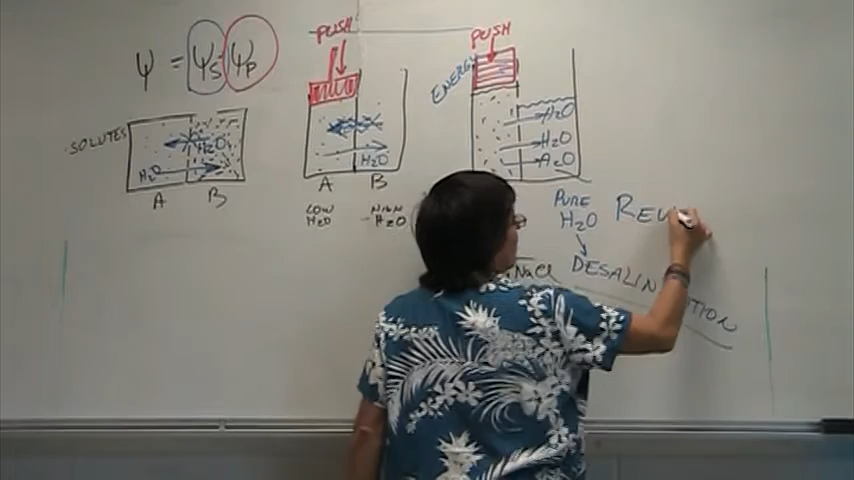 Ψ = Ψs + Ψp
PUSH
PUSH
ENERGY
·SOLUTES
H2O
H2O
A B
H2O
A B
LOW
H2O
HIGH
H2O
H2O
H2O
H2O
PURE
H2O
REV
NaCl
DESALINATION